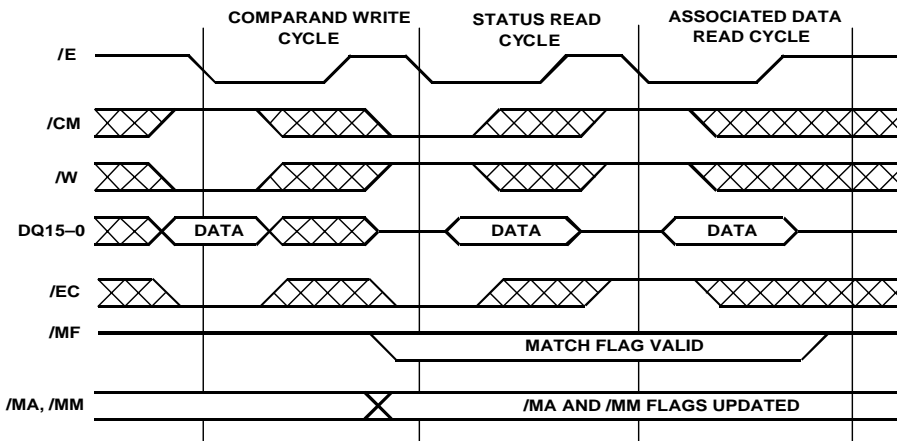 COMPARAND WRITE
CYCLE
STATUS READ
CYCLE
ASSOCIATED DATA
READ CYCLE
/E
/CM
/W
DQ15–0
DATA
DATA
DATA
/EC
/MF
MATCH FLAG VALID
/MA, /MM
/MA AND /MM FLAGS UPDATED